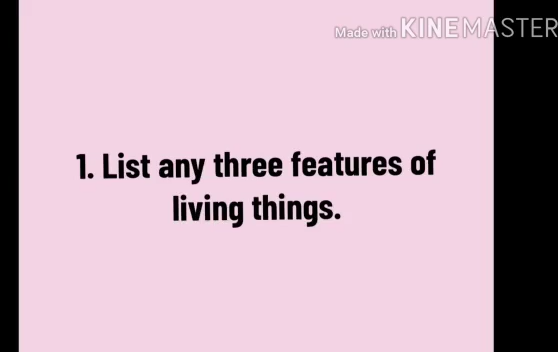 Made with KINEMASTER
1. List any three features of
living things.